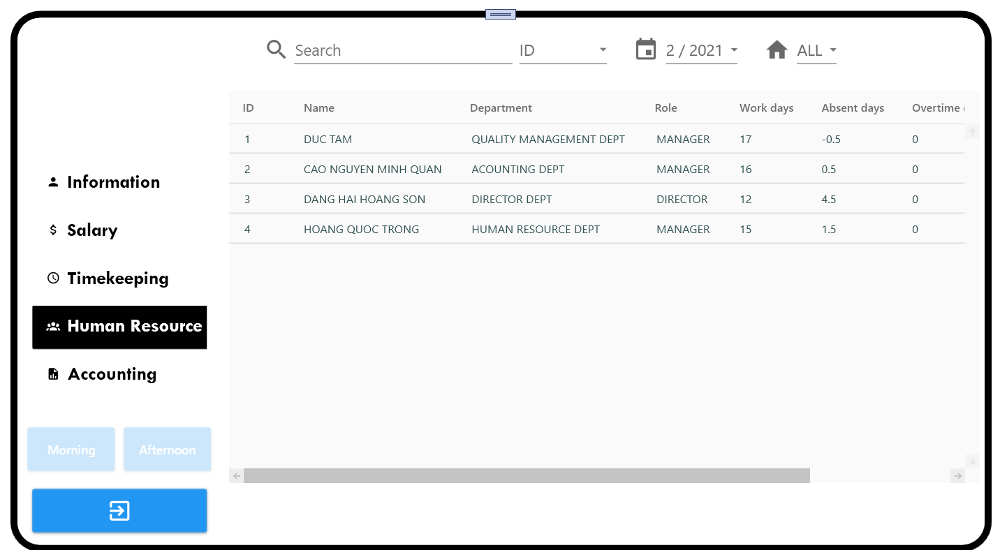 Search ID 2 / 2021 ALL
ID Name Department Role Work days Absent days Overtime
1 DUC TAM QUALITY MANAGEMENT DEPT MANAGER 17 -0.5 0
2 CAO NGUYEN MINH QUAN ACOUNTING DEPT MANAGER 16 0.5 0
3 DANG HAI HOANG SON DIRECTOR DEPT DIRECTOR 12 4.5 0
4 HOANG QUOC TRONG HUMAN RESOURCE DEPT MANAGER 15 1.5 0
Information
Salary
Timekeeping
Human Resource
Accounting
Morning Afternoon